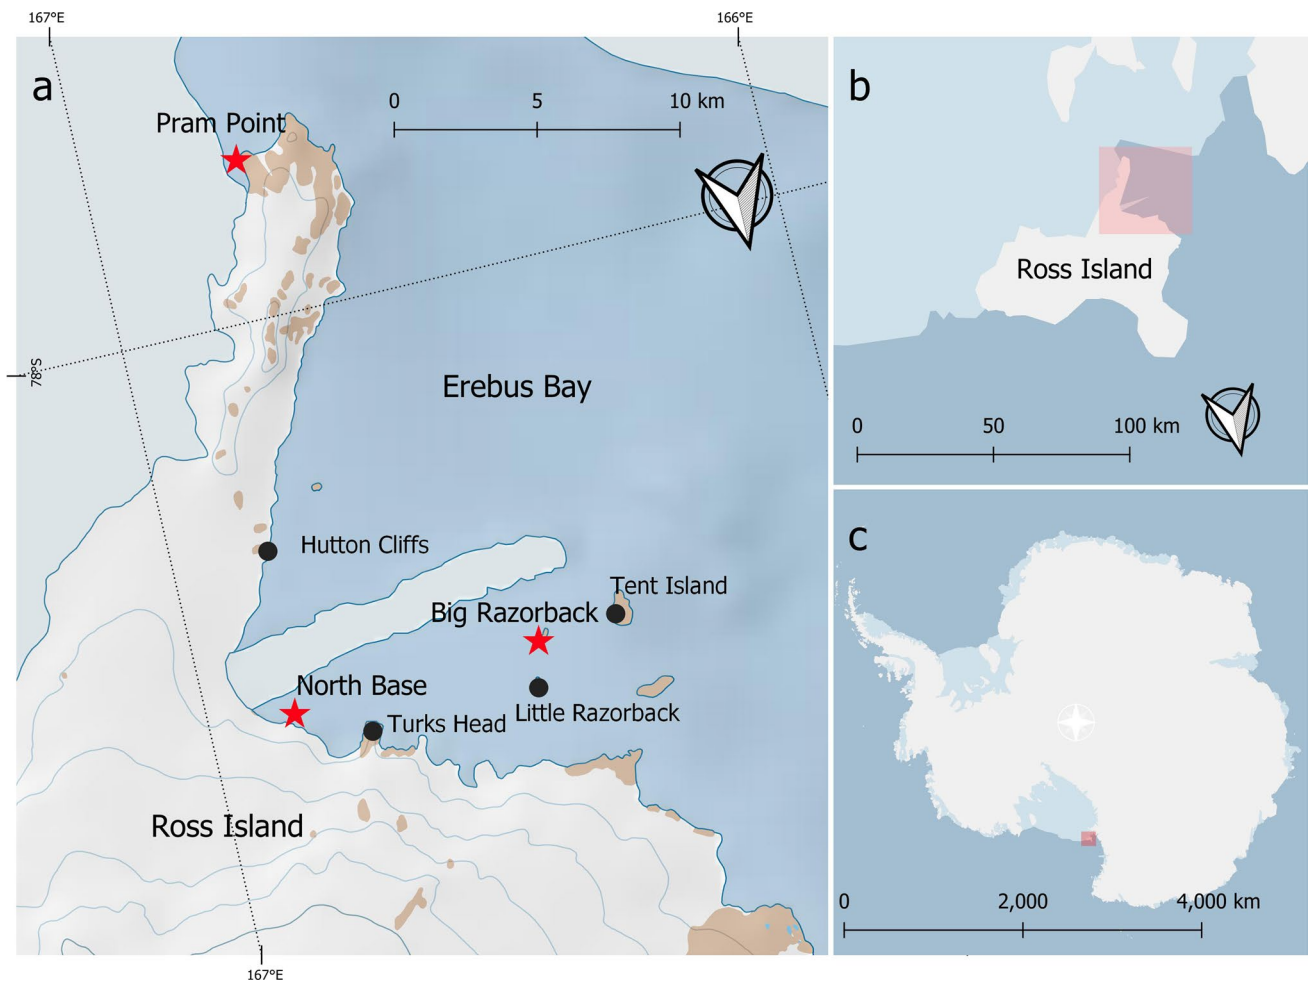 167°E
166°E
a
0 5 10 km
Pram Point
78°S
Erebus Bay
Hutton Cliffs
Tent Island
Big Razorback
North Base
Little Razorback
Turks Head
Ross Island
167°E
b
Ross Island
0 50 100 km
c
0 2,000 4,000 km